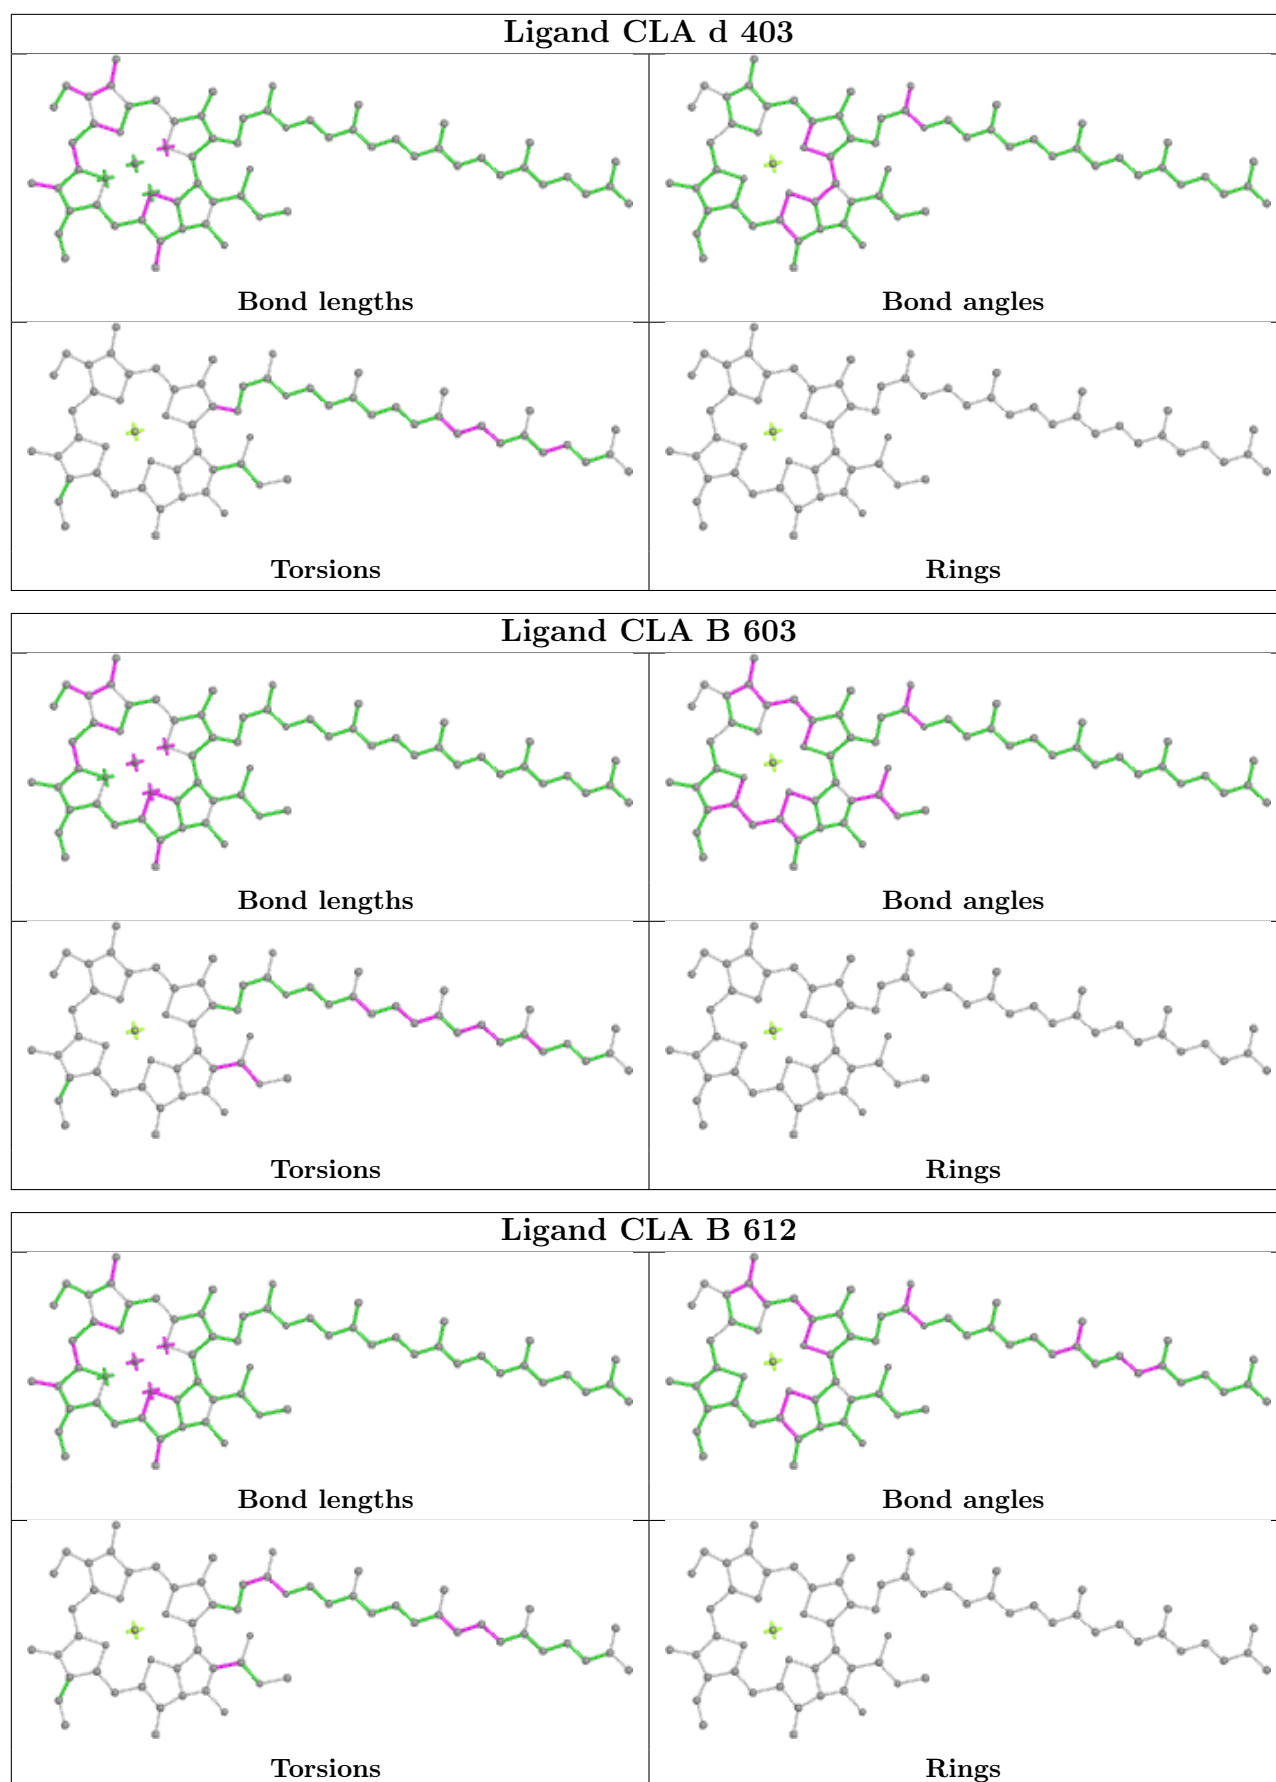 Ligand CLA d 403
Bond lengths
Bond angles
Torsions
Rings
Ligand CLA B 603
Bond lengths
Bond angles
Torsions
Rings
Ligand CLA B 612
Bond lengths
Bond angles
Torsions
Rings